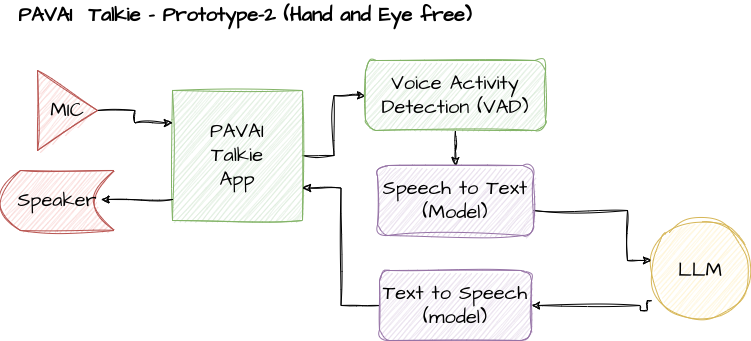 PAVAI Talkie - Prototype-2 (Hand and Eye free)
MIC
PAVAI
Talkie
App
Voice Activity
Detection (VAD)
Speaker
Speech to Text
(Model)
LLM
Text to Speech
(model)